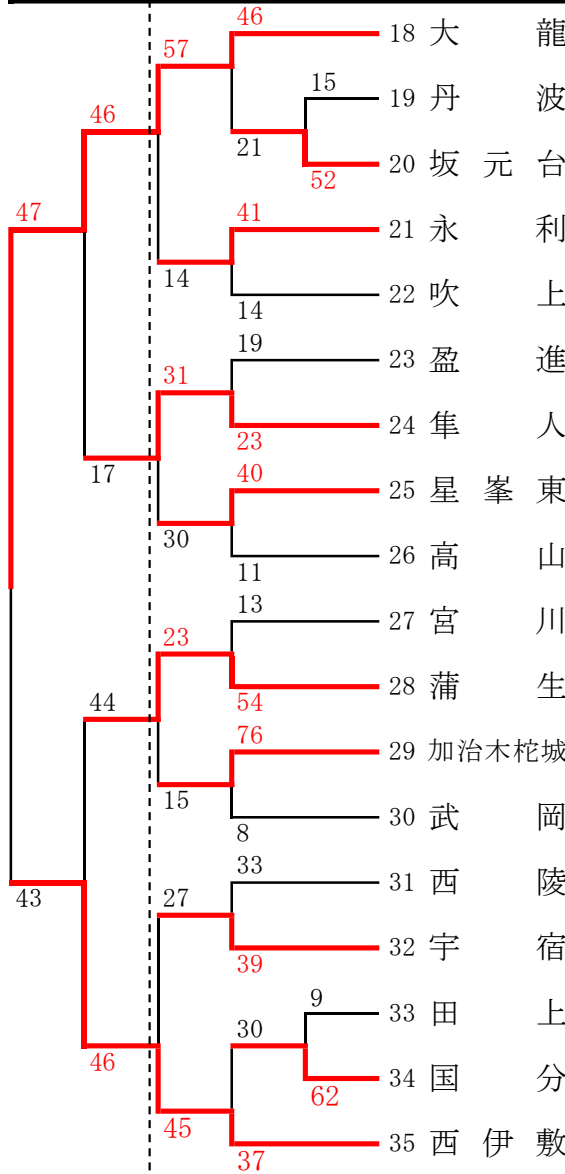 46
18 大 龍
57
15
19 丹 波
46
21
52
20 坂 元 台
47
41
21 永 利
14
14
22 吹 上
19
23 盈 進
31
23
24 隼 人
17
40
25 星 峯 東
30
11
26 高 山
13
27 宮 川
23
54
28 蒲 生
44
76
29 加治木柁城
15
8
30 武 岡
33
31 西 陵
43
27
39
32 宇 宿
9
33 田 上
30
46
62
34 国 分
45
37
35 西 伊 敷